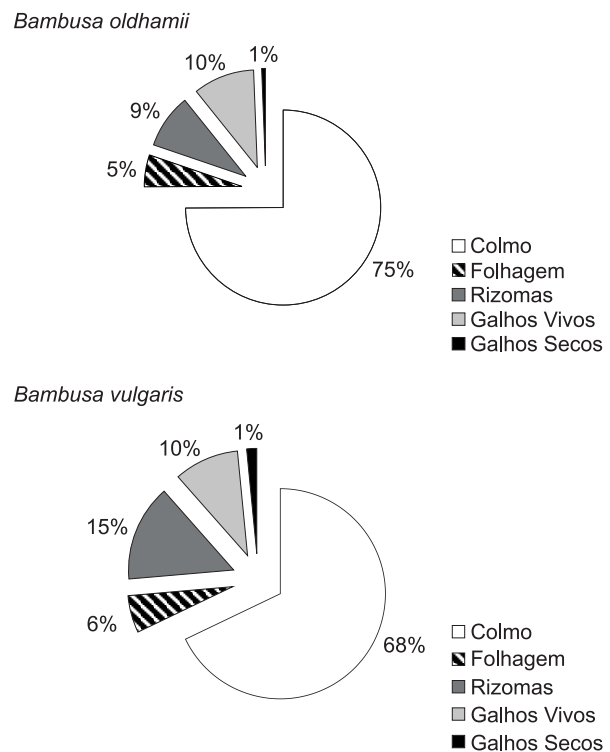 Bambusa oldhamii
1%
10%
9%
5%
75%
Colmo
Folhagem
Rizomas
Galhos Vivos
Galhos Secos
Bambusa vulgaris
1%
10%
15%
6%
68%
Colmo
Folhagem
Rizomas
Galhos Vivos
Galhos Secos